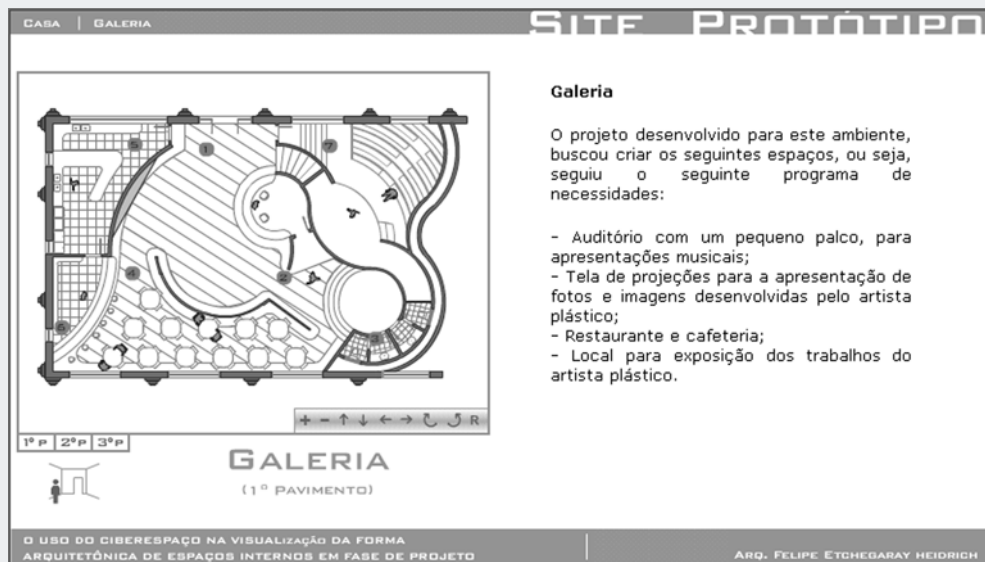 CASA | GALERIA
SITE PROTÓTIPO
5
1
7
4
2
3
6
+ - ↑ ↓ ← → R
1º P 2º P 3º P
GALERIA
(1º PAVIMENTO)
Galeria
O projeto desenvolvido para este ambiente,
buscou criar os seguintes espaços, ou seja,
seguiu o seguinte programa de
necessidades:
– Auditório com um pequeno palco, para
apresentações musicais;
– Tela de projeções para a apresentação de
fotos e imagens desenvolvidas pelo artista
plástico;
– Restaurante e cafeteria;
– Local para exposição dos trabalhos do
artista plástico.
O USO DO CIBERESPAÇO NA VISUALIZAÇÃO DA FORMA
ARQUITETÔNICA DE ESPAÇOS INTERNOS EM FASE DE PROJETO
ARQ. FELIPE ETCHEGARAY HEIDRICH